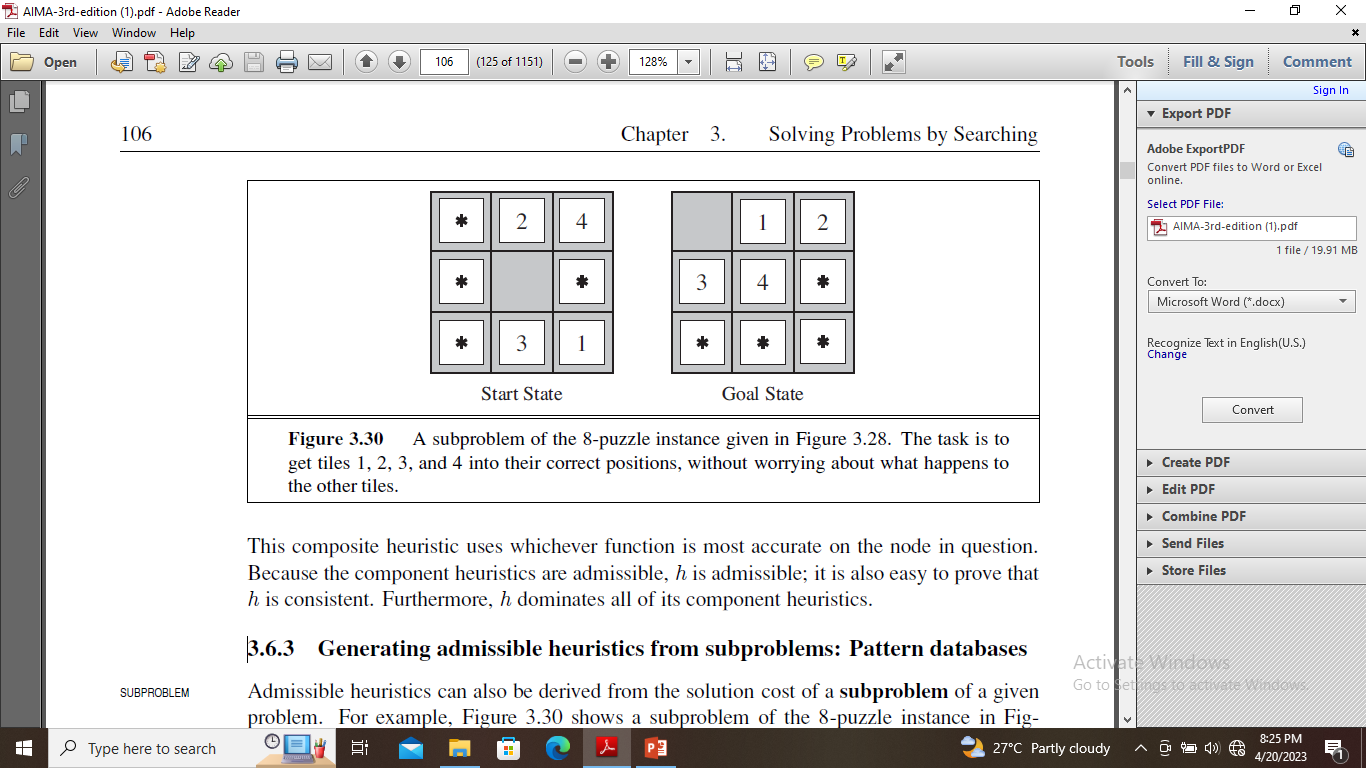 AIMA-3rd-edition (1).pdf - Adobe Reader
File Edit View Window Help
Open 106 (125 of 1151) 128% Tools Fill & Sign Comment
Sign In
106 Chapter 3. Solving Problems by Searching
* 2 4 1 2
* * 3 4 *
* 3 1 * * *
Start State Goal State
Figure 3.30 A subproblem of the 8-puzzle instance given in Figure 3.28. The task is to
get tiles 1, 2, 3, and 4 into their correct positions, without worrying about what happens to
the other tiles.
This composite heuristic uses whichever function is most accurate on the node in question.
Because the component heuristics are admissible, h is admissible; it is also easy to prove that
h is consistent. Furthermore, h dominates all of its component heuristics.
3.6.3 Generating admissible heuristics from subproblems: Pattern databases
SUBPROBLEM Admissible heuristics can also be derived from the solution cost of a subproblem of a given
problem. For example, Figure 3.30 shows a subproblem of the 8-puzzle instance in Fig-
Export PDF
Adobe ExportPDF
Convert PDF files to Word or Excel
online.
Select PDF File:
AIMA-3rd-edition (1).pdf
1 file / 19.91 MB
Convert To:
Microsoft Word (*.docx)
Recognize Text in English(U.S.)
Change
Convert
Create PDF
Edit PDF
Combine PDF
Send Files
Store Files
Activate Windows
Go to Settings to activate Windows.
Type here to search
27°C Partly cloudy
8:25 PM
4/20/2023
1